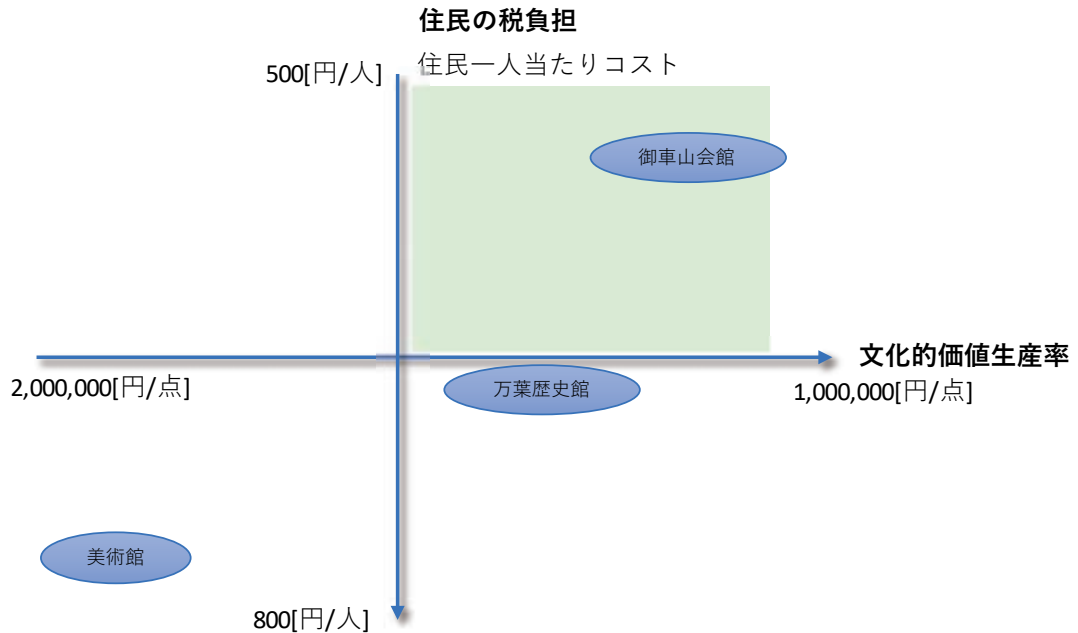 住民の税負担
住民一人当たりコスト
500[円/人]
御車山会館
文化的価値生産率
2,000,000[円/点]
万葉歴史館
1,000,000[円/点]
美術館
800[円/人]